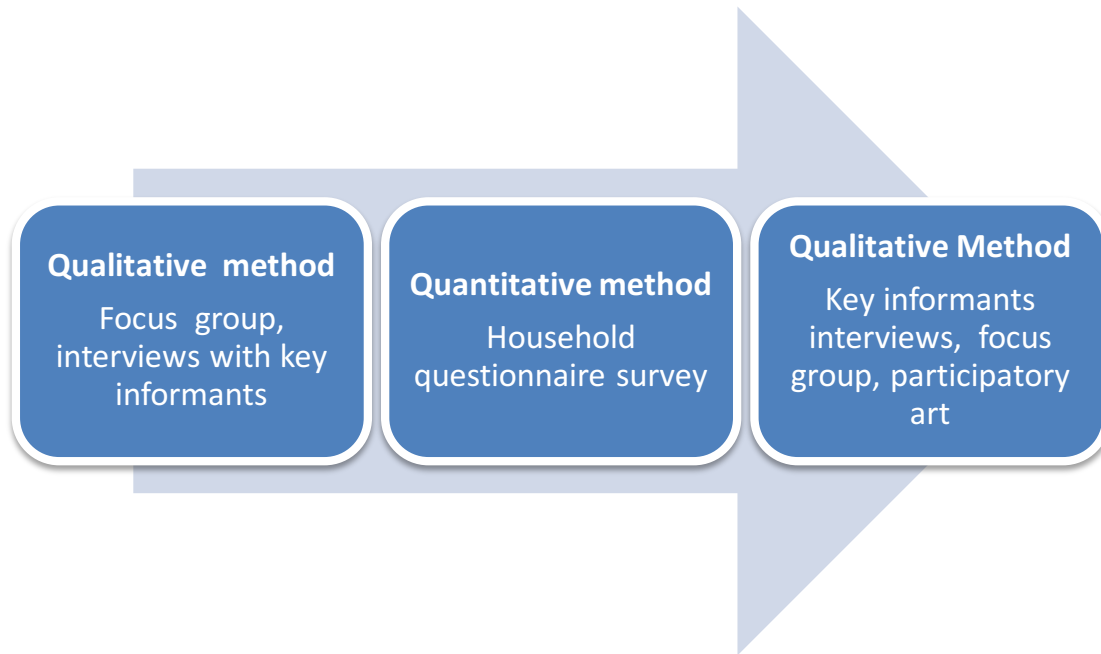 Qualitative method
Focus group,
interviews with key
informants
Quantitative method
Household
questionnaire survey
Qualitative Method
Key informants
interviews, focus
group, participatory
art